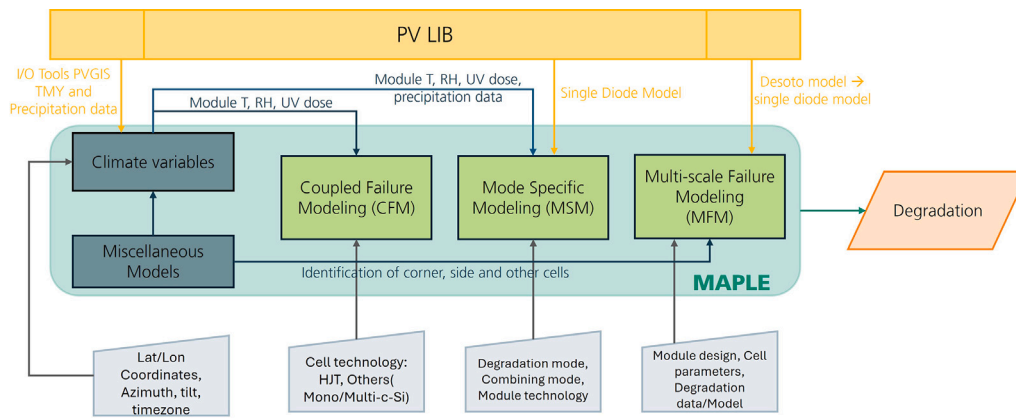 PV LIB
I/O Tools PVGIS
TMY and
Precipitation data
Module T, RH, UV dose
Module T, RH, UV dose,
precipitation data
Single Diode Model
Desoto model →
single diode model
Climate variables
Coupled Failure
Modeling (CFM)
Mode Specific
Modeling (MSM)
Multi-scale Failure
Modeling
(MFM)
Degradation
Miscellaneous
Models
Identification of corner, side and other cells
MAPLE
Lat/Lon
Coordinates,
Azimuth, tilt,
timezone
Cell technology:
HJT, Others(
Mono/Multi-c-Si)
Degradation mode,
Combining mode,
Module technology
Module design, Cell
parameters,
Degradation
data/Model